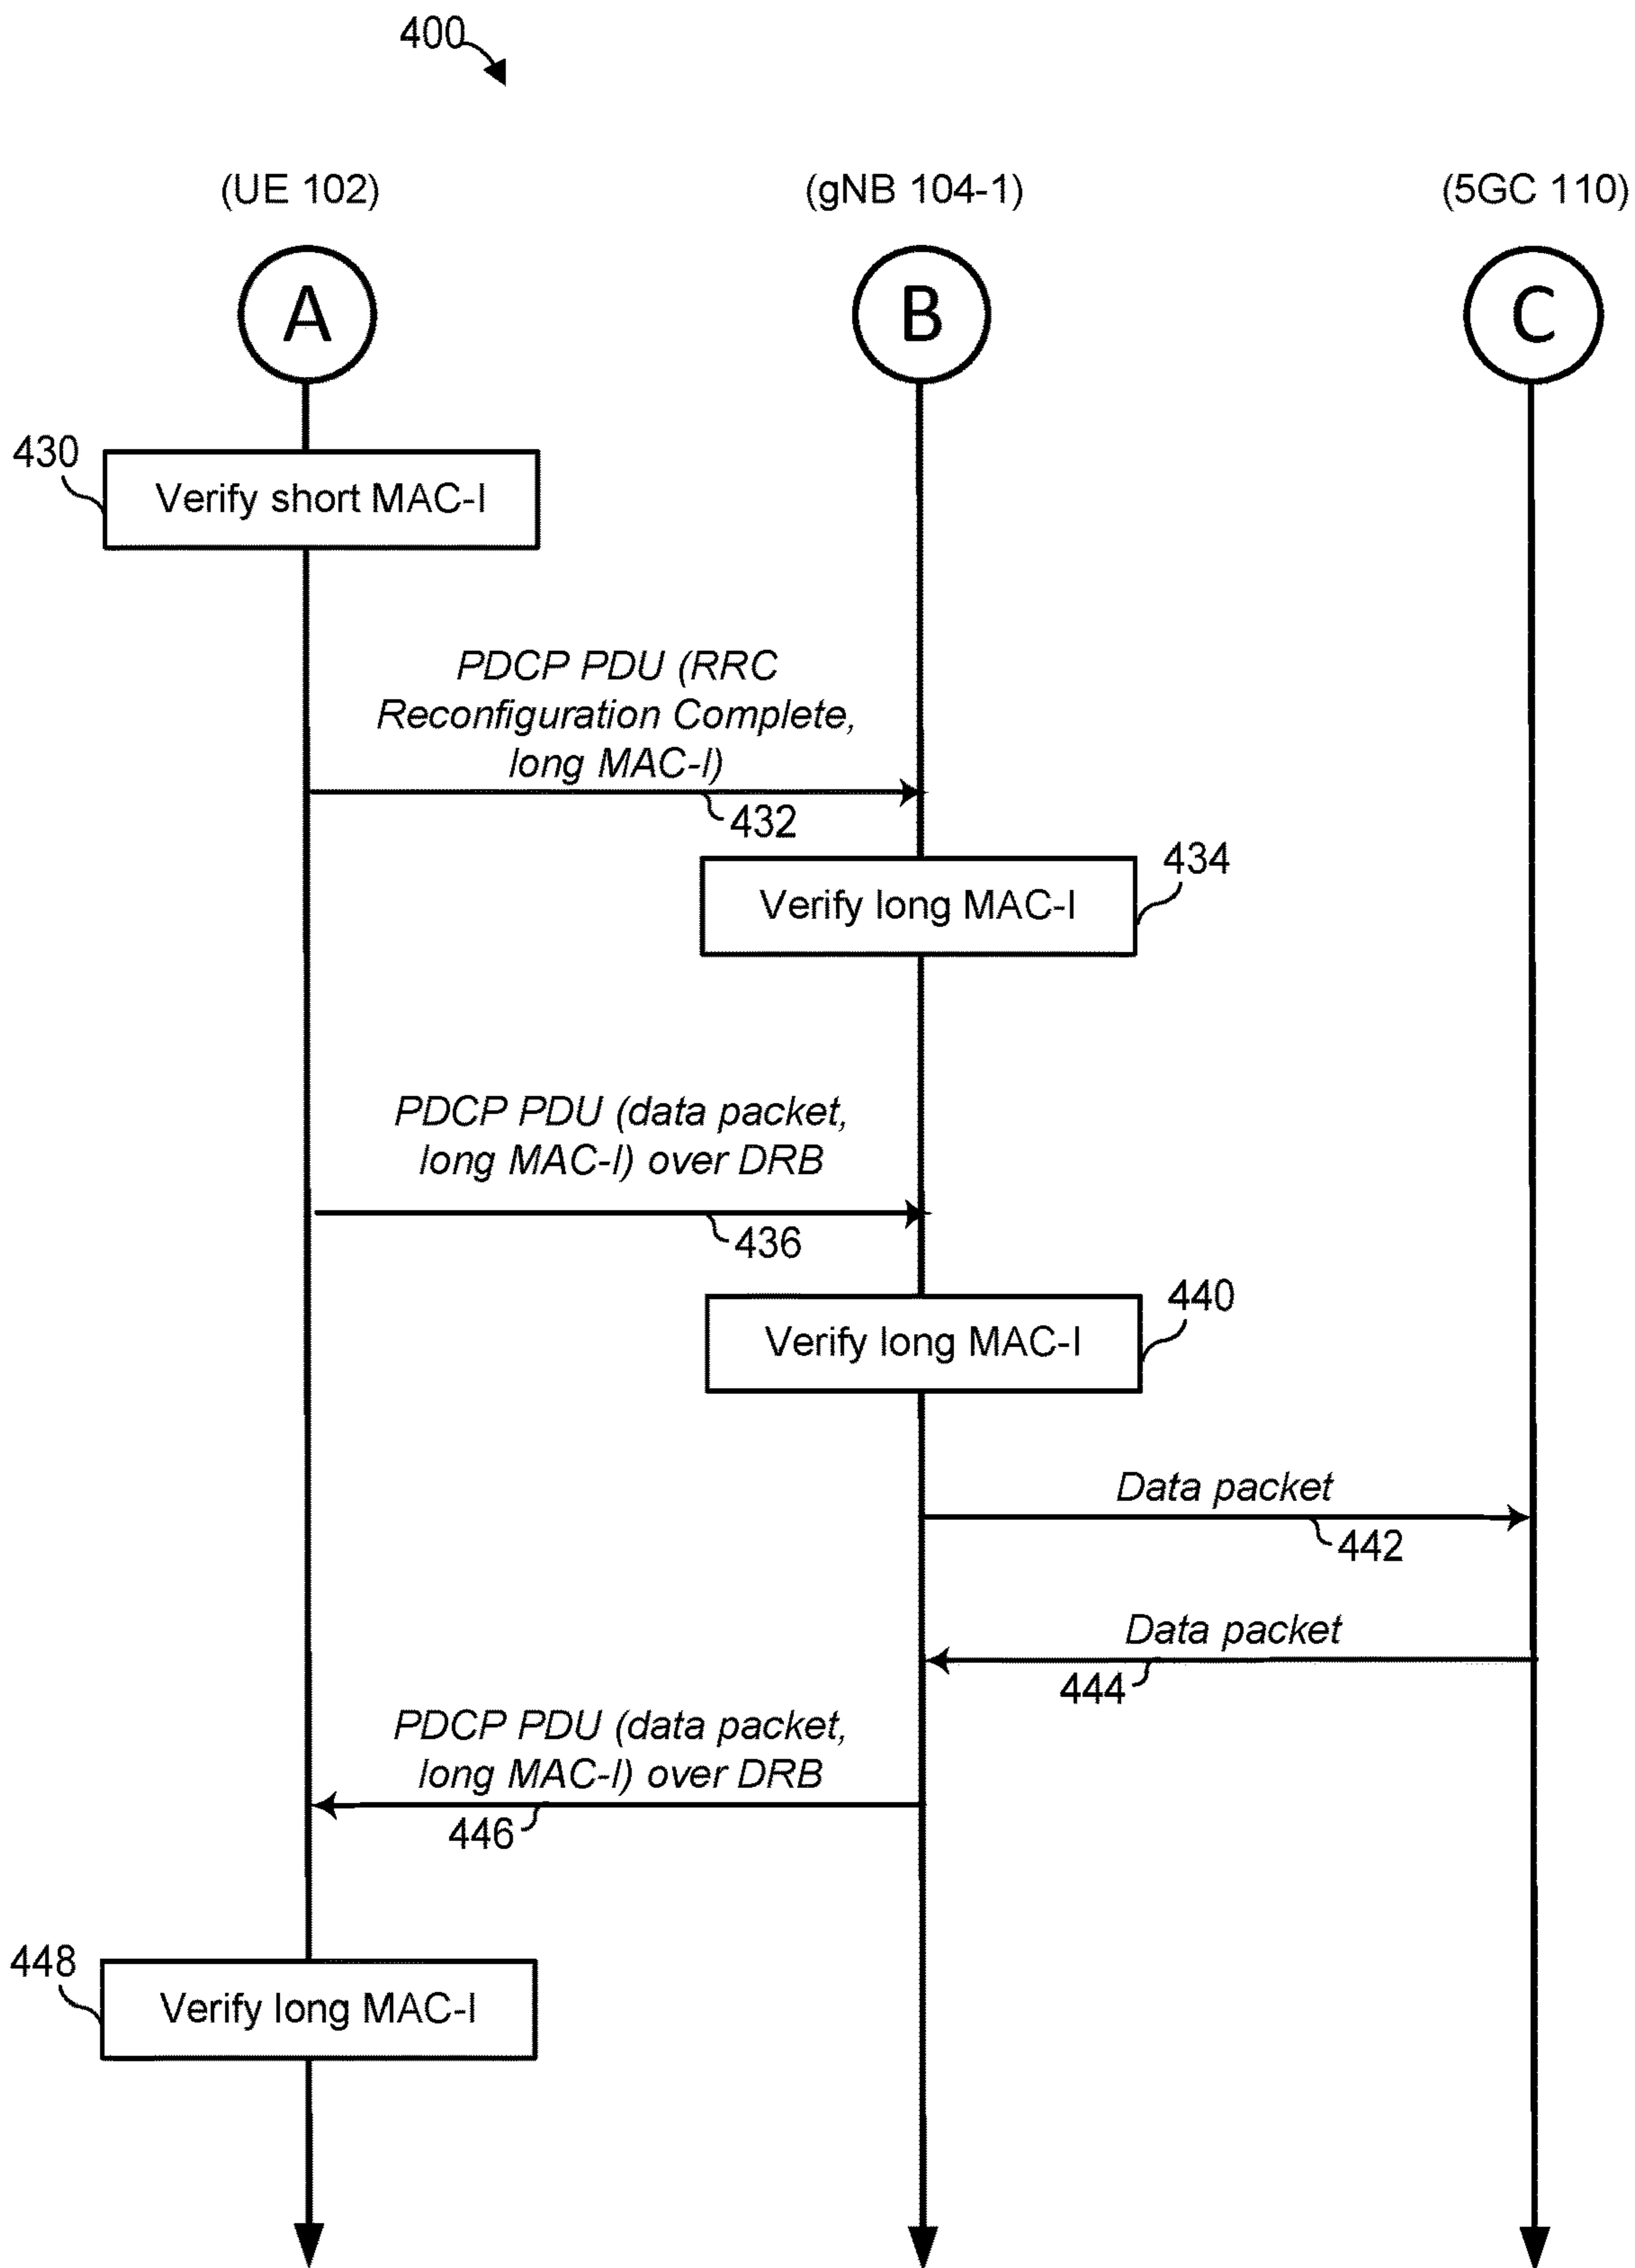 400
(UE 102)
(gNB 104-1)
(5GC 110)
A
B
C
430
Verify short MAC-I
PDCP PDU (RRC
Reconfiguration Complete,
long MAC-I)
432
434
Verify long MAC-I
PDCP PDU (data packet,
long MAC-I) over DRB
436
440
Verify long MAC-I
Data packet
442
Data packet
444
PDCP PDU (data packet,
long MAC-I) over DRB
446
448
Verify long MAC-I